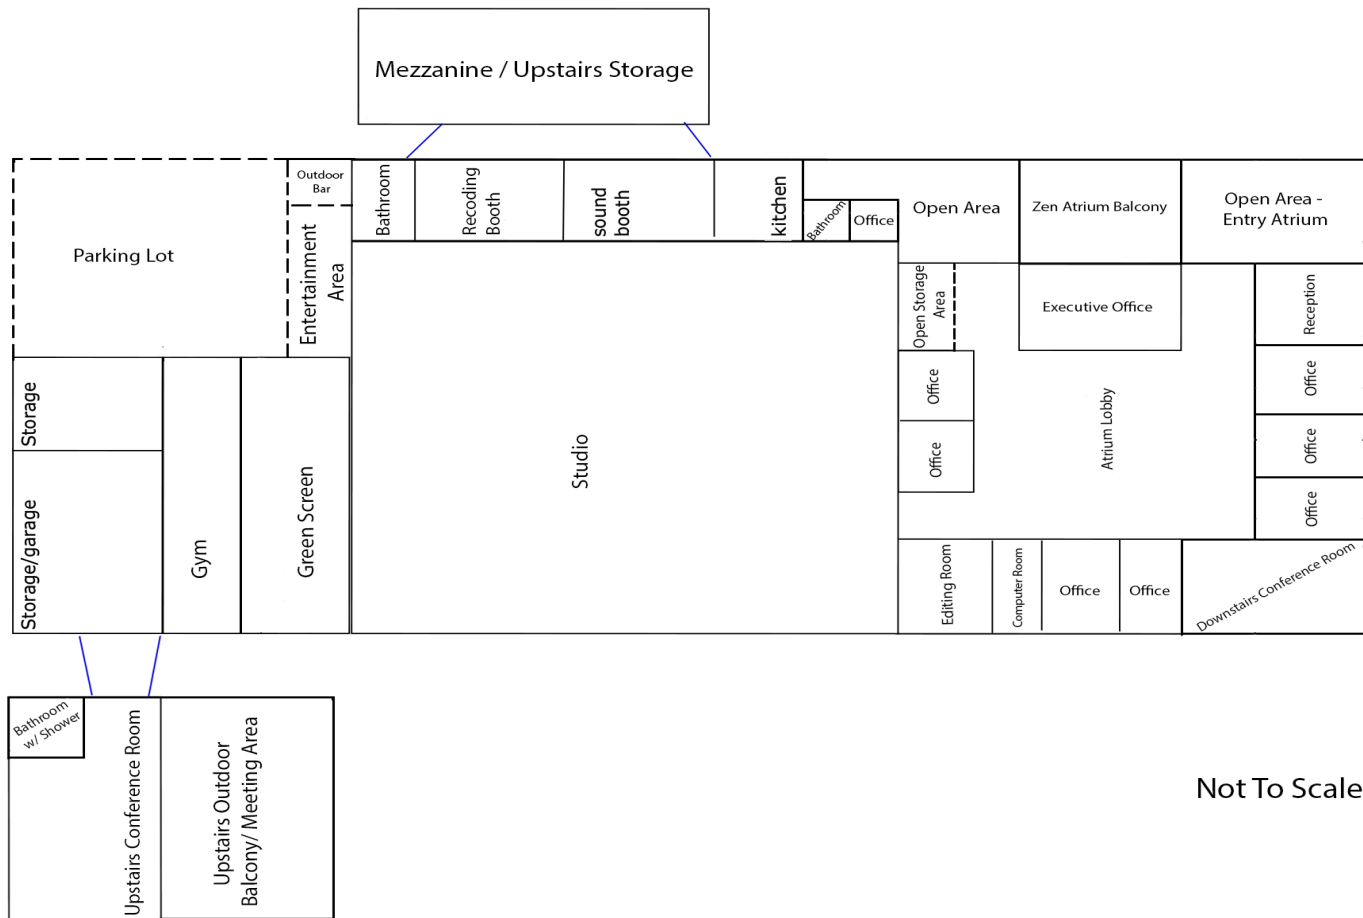 Mezzanine / Upstairs Storage
Outdoor
Bar
Bathroom
Recoding
Booth
sound
booth
kitchen
Bathroom
Office
Open Area
Zen Atrium Balcony
Open Area -
Entry Atrium
Parking Lot
Entertainment
Area
Open Storage
Area
Executive Office
Reception
Storage
Office
Office
Atrium Lobby
Office
Office
Studio
Storage/garage
Gym
Green Screen
Office
Editing Room
Computer Room
Office
Office
Downstairs Conference Room
Bathroom
w/ Shower
Upstairs Conference Room
Upstairs Outdoor
Balcony/ Meeting Area
Not To Scale